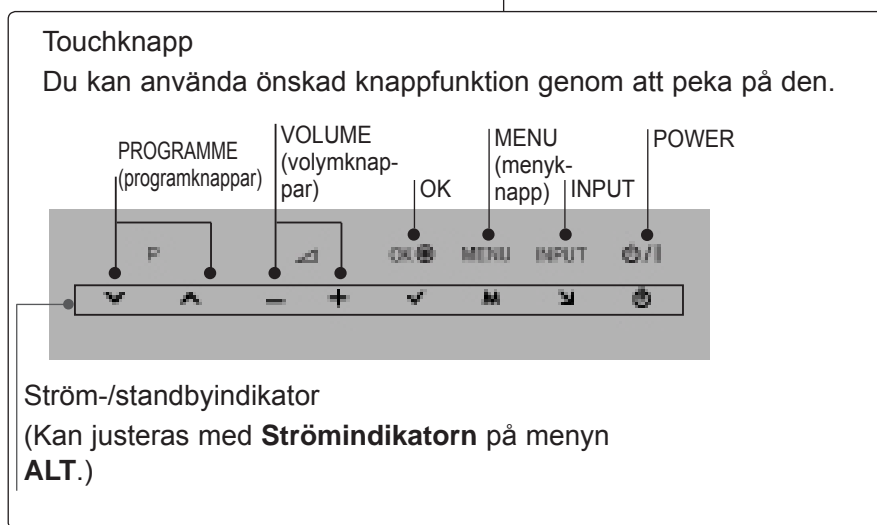 Touchknapp
Du kan använda önskad knappfunktion genom att peka på den.
PROGRAMME
(programknappar)
VOLUME
(volymknap-
par)
OK
MENU
(menyk-
napp)
INPUT
POWER
P OK MENU INPUT /I
M
Ström-/standbyindikator
(Kan justeras med Strömindikatorn på menyn
ALT.)